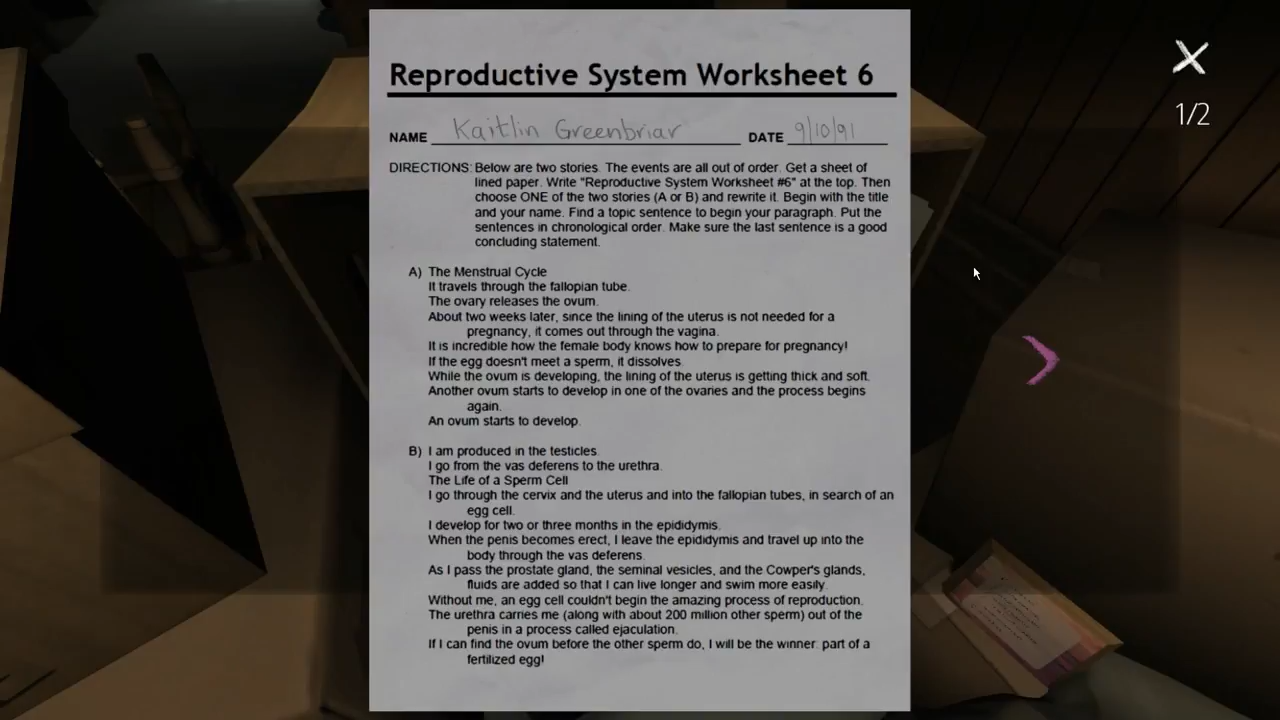 Reproductive System Worksheet 6
1/2
NAME Kaitlin Greenbriar DATE 9/10/91
DIRECTIONS: Below are two stories. The events are all out of order. Get a sheet of
lined paper. Write "Reproductive System Worksheet #6" at the top. Then
choose ONE of the two stories (A or B) and rewrite it. Begin with the title
and your name. Find a topic sentence to begin your paragraph. Put the
sentences in chronological order. Make sure the last sentence is a good
concluding statement.
A) The Menstrual Cycle
It travels through the fallopian tube.
The ovary releases the ovum.
About two weeks later, since the lining of the uterus is not needed for a
pregnancy, it comes out through the vagina.
It is incredible how the female body knows how to prepare for pregnancy!
If the egg doesn't meet a sperm, it dissolves.
While the ovum is developing, the lining of the uterus is getting thick and soft.
Another ovum starts to develop in one of the ovaries and the process begins
again.
An ovum starts to develop.
B) I am produced in the testicles.
I go from the vas deferens to the urethra.
The Life of a Sperm Cell
I go through the cervix and the uterus and into the fallopian tubes, in search of an
egg cell.
I develop for two or three months in the epididymis.
When the penis becomes erect, I leave the epididymis and travel up into the
body through the vas deferens.
As I pass the prostate gland, the seminal vesicles, and the Cowper's glands,
fluids are added so that I can live longer and swim more easily.
Without me, an egg cell couldn't begin the amazing process of reproduction.
The urethra carries me (along with about 200 million other sperm) out of the
penis in a process called ejaculation.
If I can find the ovum before the other sperm do, I will be the winner: part of a
fertilized egg!